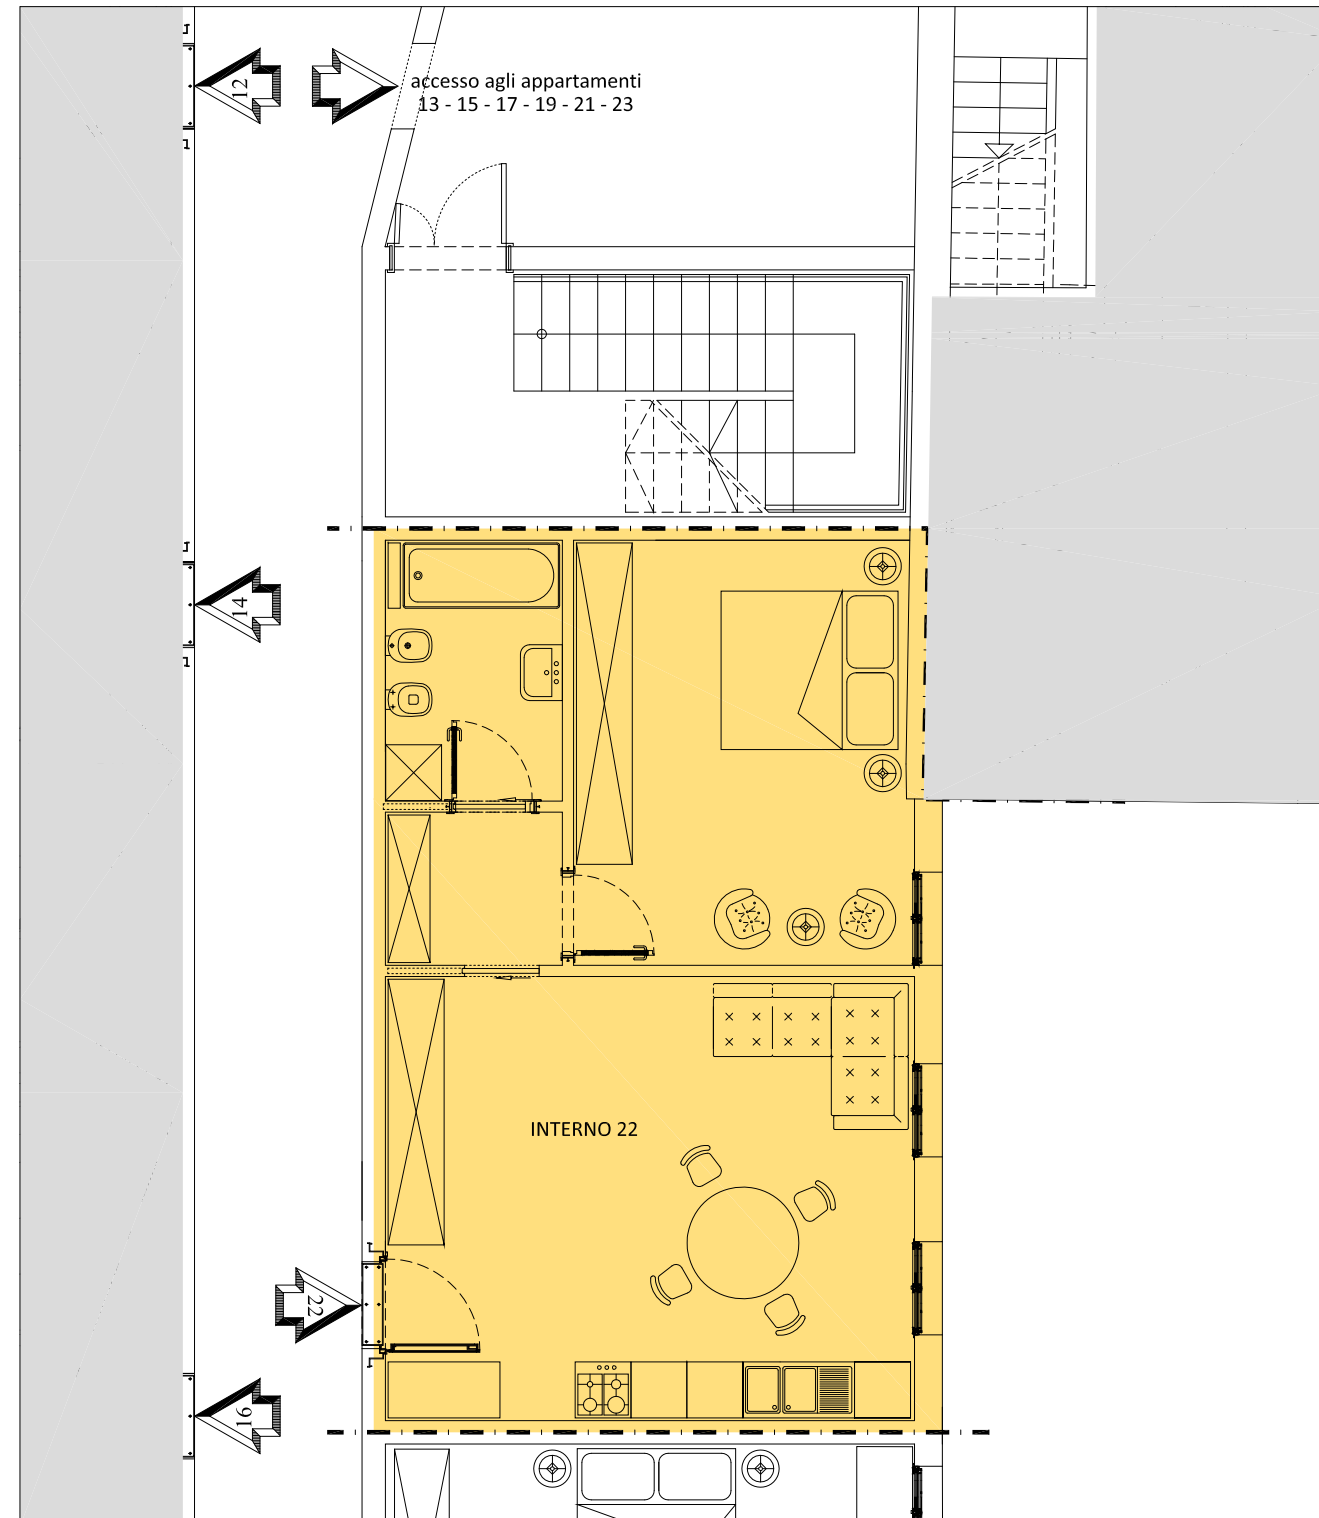 12
accesso agli appartamenti
13 - 15 - 17 - 19 - 21 - 23
14
INTERNO 22
22
16